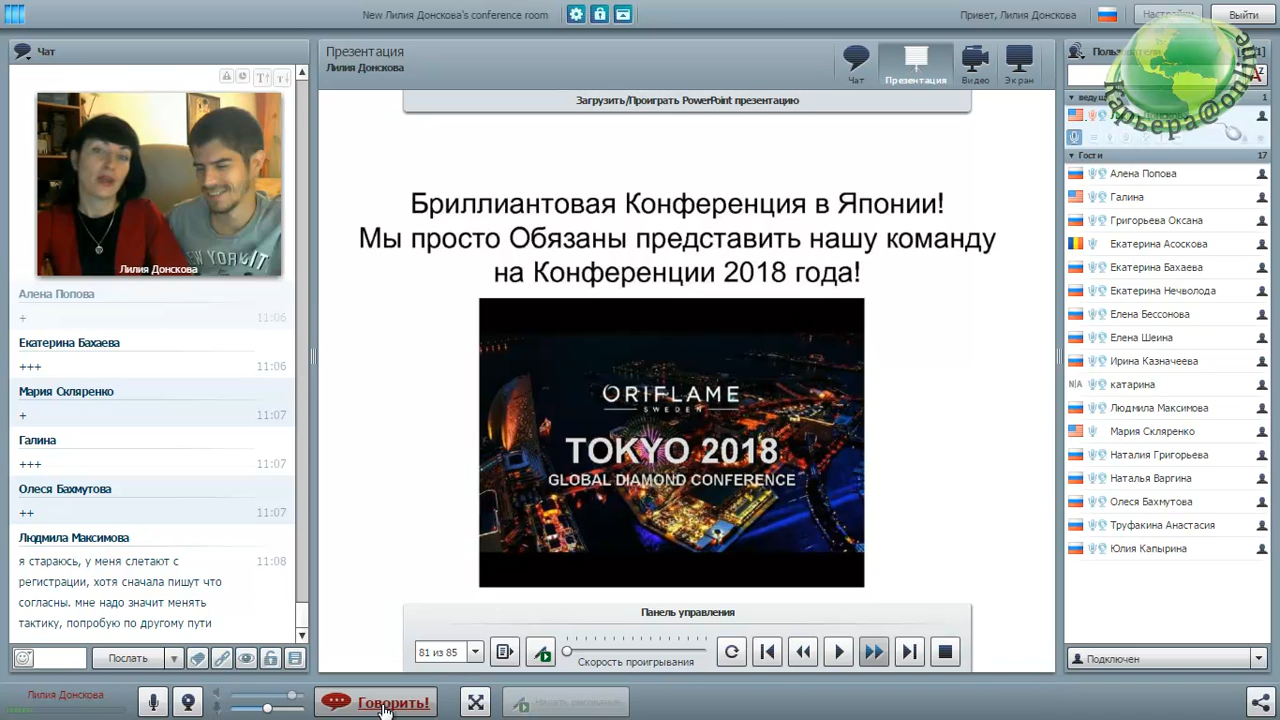 New Лилия Донскова's conference room
Привет, Лилия Донскова
Настройки
Выйти
Чат
Лилия Донскова
Алена Попова
+
11:06
Екатерина Бахаева
+++
11:06
Мария Скляренко
+
11:07
Галина
+++
11:07
Олеся Бахмутова
++
11:07
Людмила Максимова
я стараюсь, у меня слетают с
11:08
регистрации, хотя сначала пишут что
согласны. мне надо значит менять
тактику, попробую по другому пути
Послать
Презентация
Лилия Донскова
Чат
Презентация
Видео
Экран
Загрузить/Проиграть PowerPoint презентацию
Бриллиантовая Конференция в Японии!
Мы просто Обязаны представить нашу команду
на Конференции 2018 года!
ORIFLAME
SWEDEN
TOKYO 2018
GLOBAL DIAMOND CONFERENCE
Панель управления
81 из 85
Скорость проигрывания
Пользователи
карьера@online
1
Гости
17
Алена Попова
Галина
Григорьева Оксана
Екатерина Асоскова
Екатерина Бахаева
Екатерина Нечволода
Елена Бессонова
Елена Шеина
Ирина Казначеева
N/A катарина
Людмила Максимова
Мария Скляренко
Наталия Григорьева
Наталья Варгина
Олеся Бахмутова
Труфакина Анастасия
Юлия Капырина
Подключен
Лилия Донскова
Говорить!